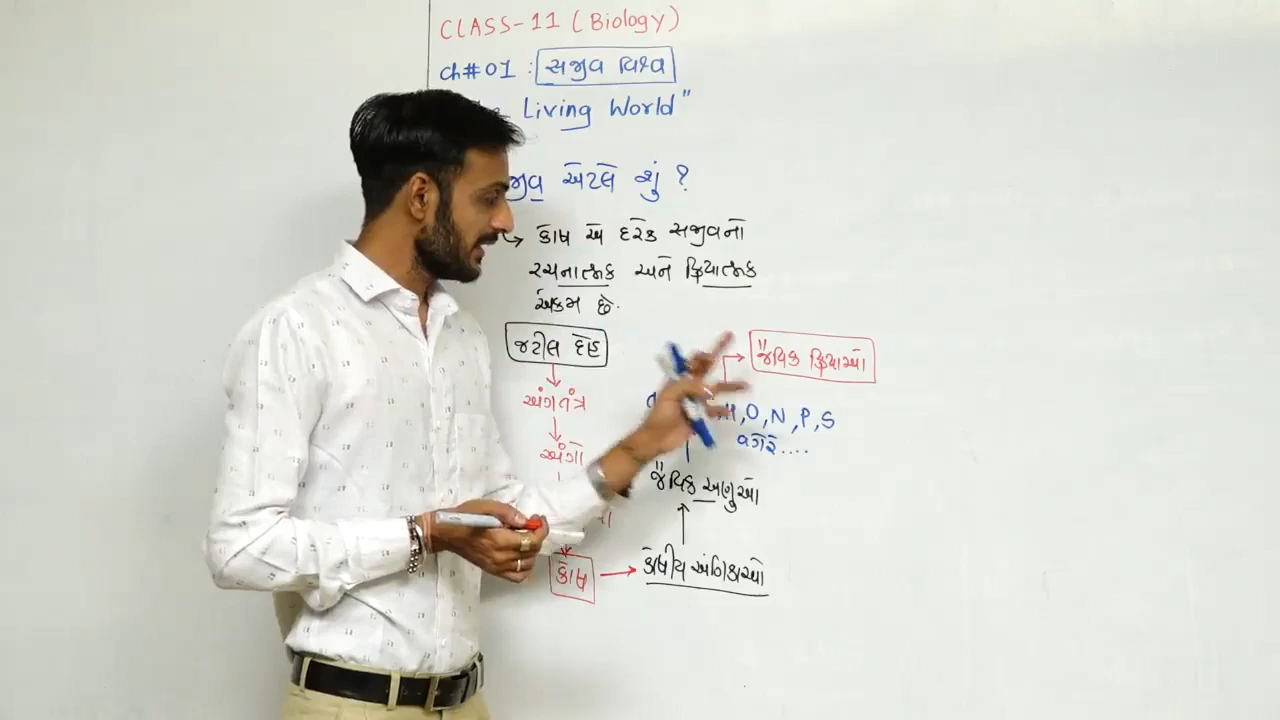 CLASS-11 (Biology)
ch#01 : સજીવ વિશ્વ
Living World"
એટલે શું ?
કોષ એ દરેક સજીવનો
રચનાત્મક અને ક્રિયાત્મક
એકમ છે.
જટીલ દેહ
જૈવિક ક્રિયાઓ
અંગતંત્ર
H,O,N,P,S
વગેરે....
અંગો
જૈવિક અણુઓ
કોષ
કોષીય અંગિકાઓ